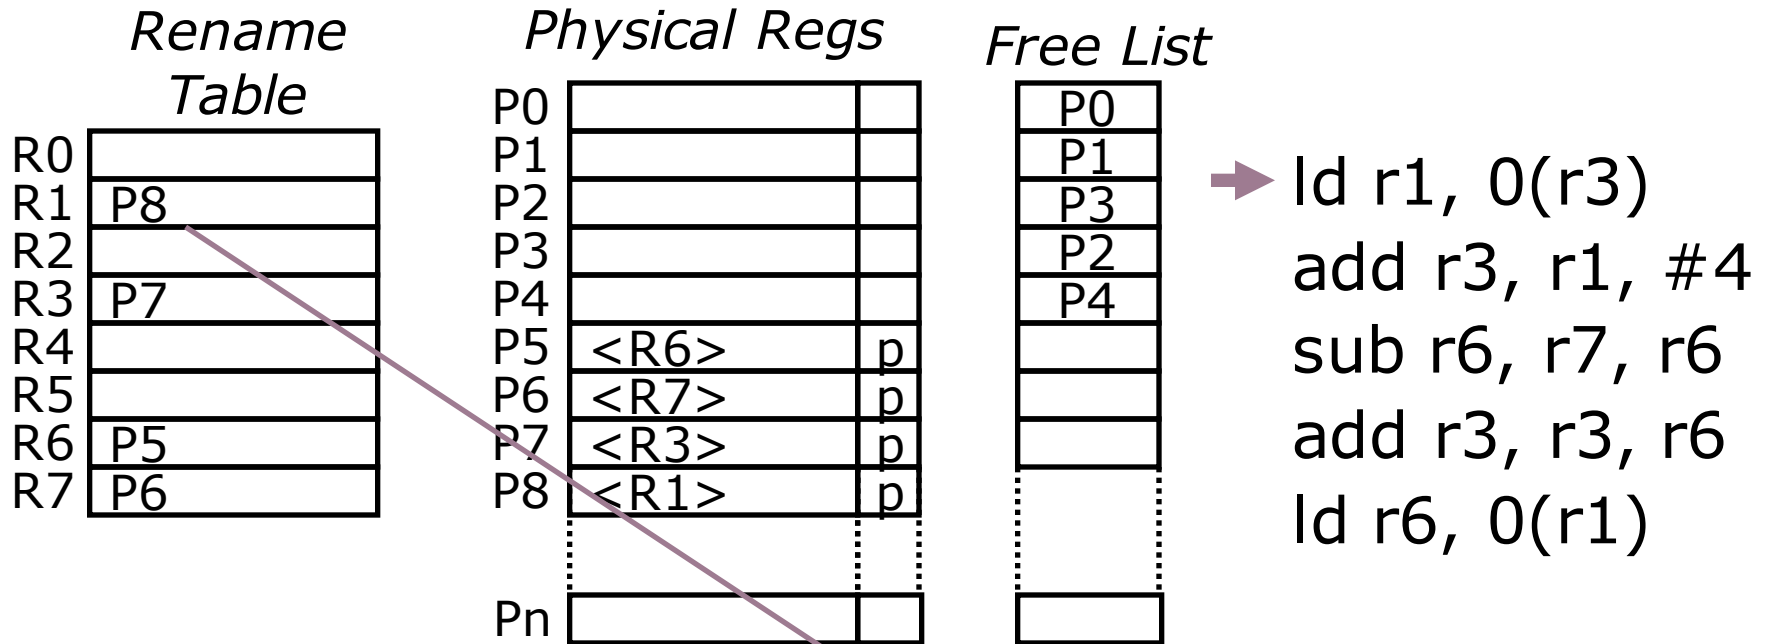 Rename
Table
R0
R1 P8
R2
R3 P7
R4
R5
R6 P5
R7 P6
Physical Regs
P0
P1
P2
P3
P4
P5 <R6> p
P6 <R7> p
P7 <R3> p
P8 <R1> p
Pn
Free List
P0
P1
P3
P2
P4
ld r1, 0(r3)
add r3, r1, #4
sub r6, r7, r6
add r3, r3, r6
ld r6, 0(r1)